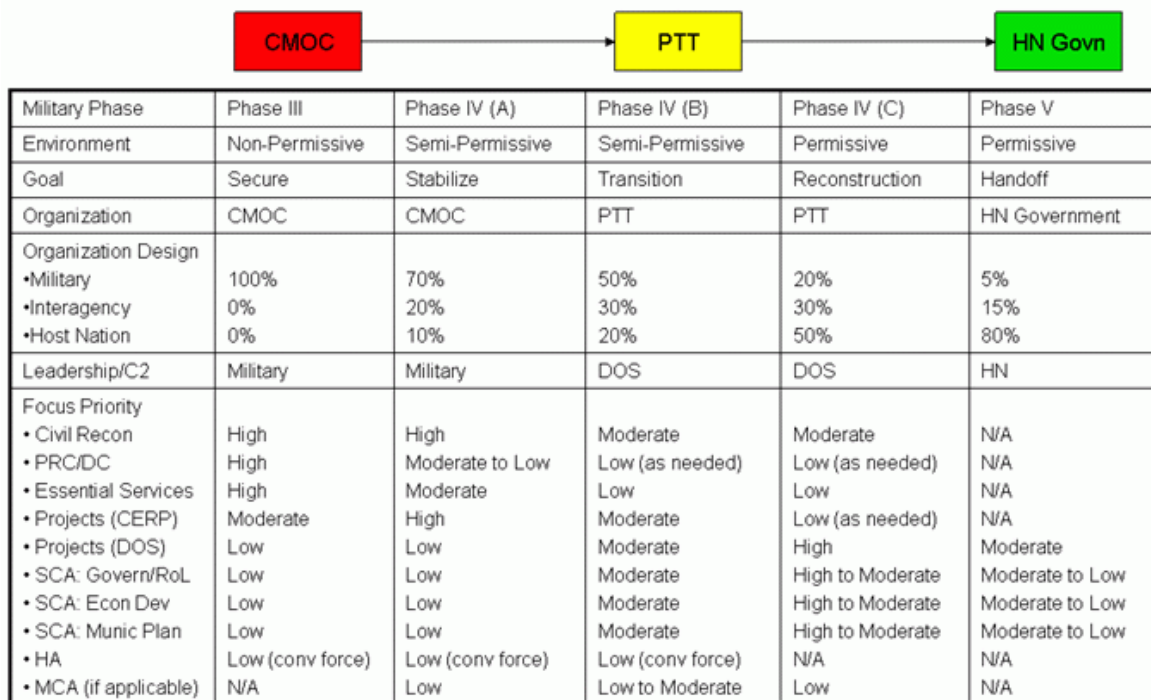 CMOC PTT HN Govn
Military Phase Phase III Phase IV (A) Phase IV (B) Phase IV (C) Phase V
Environment Non-Permissive Semi-Permissive Semi-Permissive Permissive Permissive
Goal Secure Stabilize Transition Reconstruction Handoff
Organization CMOC CMOC PTT PTT HN Government
Organization Design
•Military 100% 70% 50% 20% 5%
•Interagency 0% 20% 30% 30% 15%
•Host Nation 0% 10% 20% 50% 80%
Leadership/C2 Military Military DOS DOS HN
Focus Priority
• Civil Recon High High Moderate Moderate N/A
• PRC/DC High Moderate to Low Low (as needed) Low (as needed) N/A
• Essential Services High Moderate Low Low N/A
• Projects (CERP) Moderate High Moderate Low (as needed) N/A
• Projects (DOS) Low Low Moderate High Moderate
• SCA: Govern/RoL Low Low Moderate High to Moderate Moderate to Low
• SCA: Econ Dev Low Low Moderate High to Moderate Moderate to Low
• SCA: Munic Plan Low Low Moderate High to Moderate Moderate to Low
• HA Low (conv force) Low (conv force) Low (conv force) N/A N/A
• MCA (if applicable) N/A Low Low to Moderate Low N/A